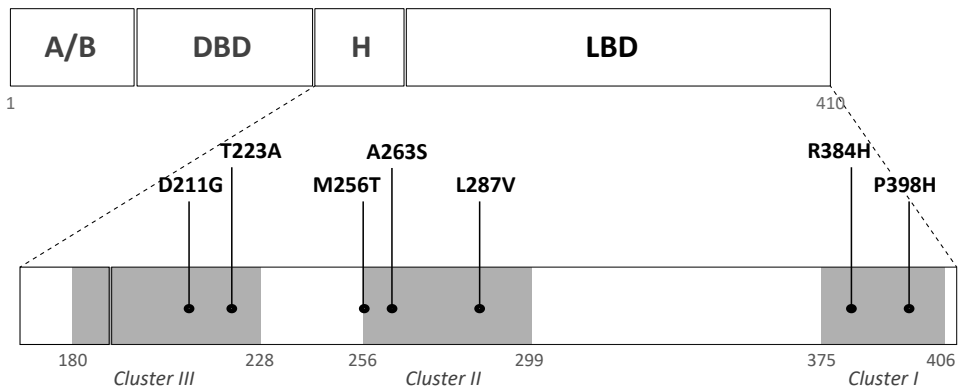 A/B DBD H LBD
1 410
T223A A263S R384H
D211G M256T L287V P398H
180 228 256 299 375 406
Cluster III Cluster II Cluster I